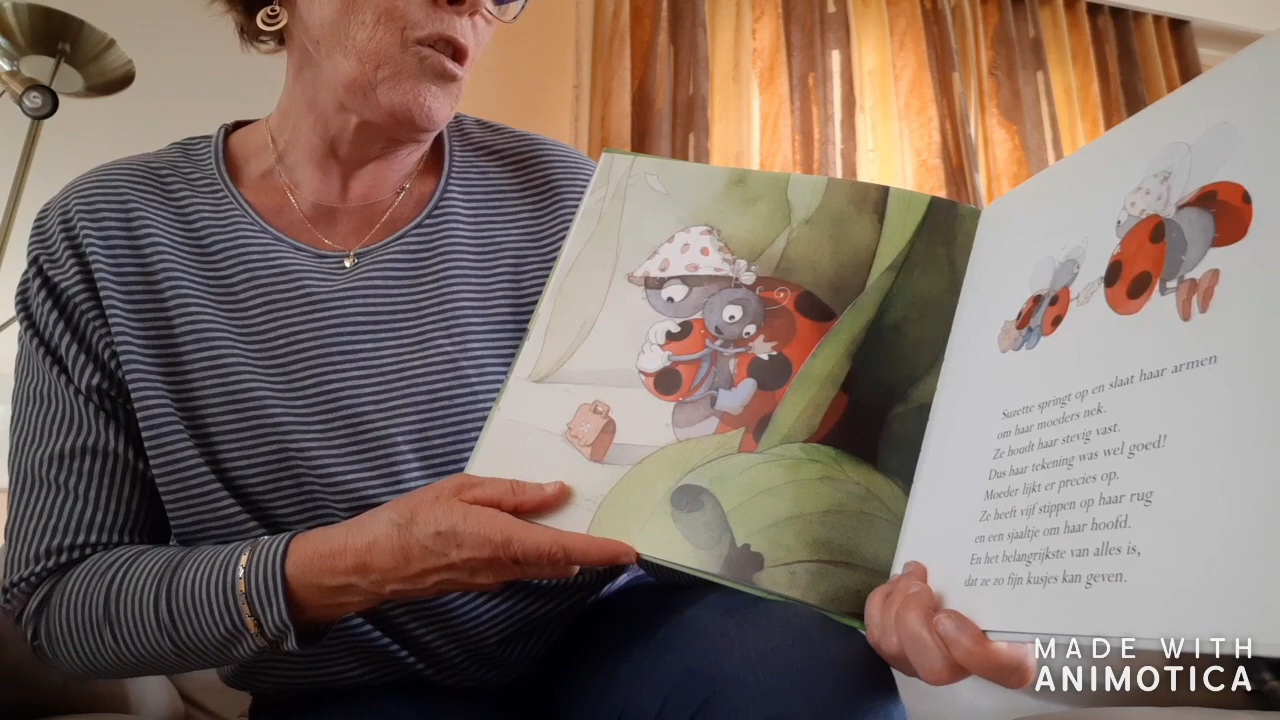 Suzette springt op en slaat haar armen
om haar moeders nek.
Ze houdt haar stevig vast.
Dus haar tekening was wel goed!
Moeder lijkt er precies op.
Ze heeft vijf stippen op haar rug
en een sjaaltje om haar hoofd.
En het belangrijkste van alles is,
dat ze zo fijn kusjes kan geven.
MADE WITH
ANIMOTICA